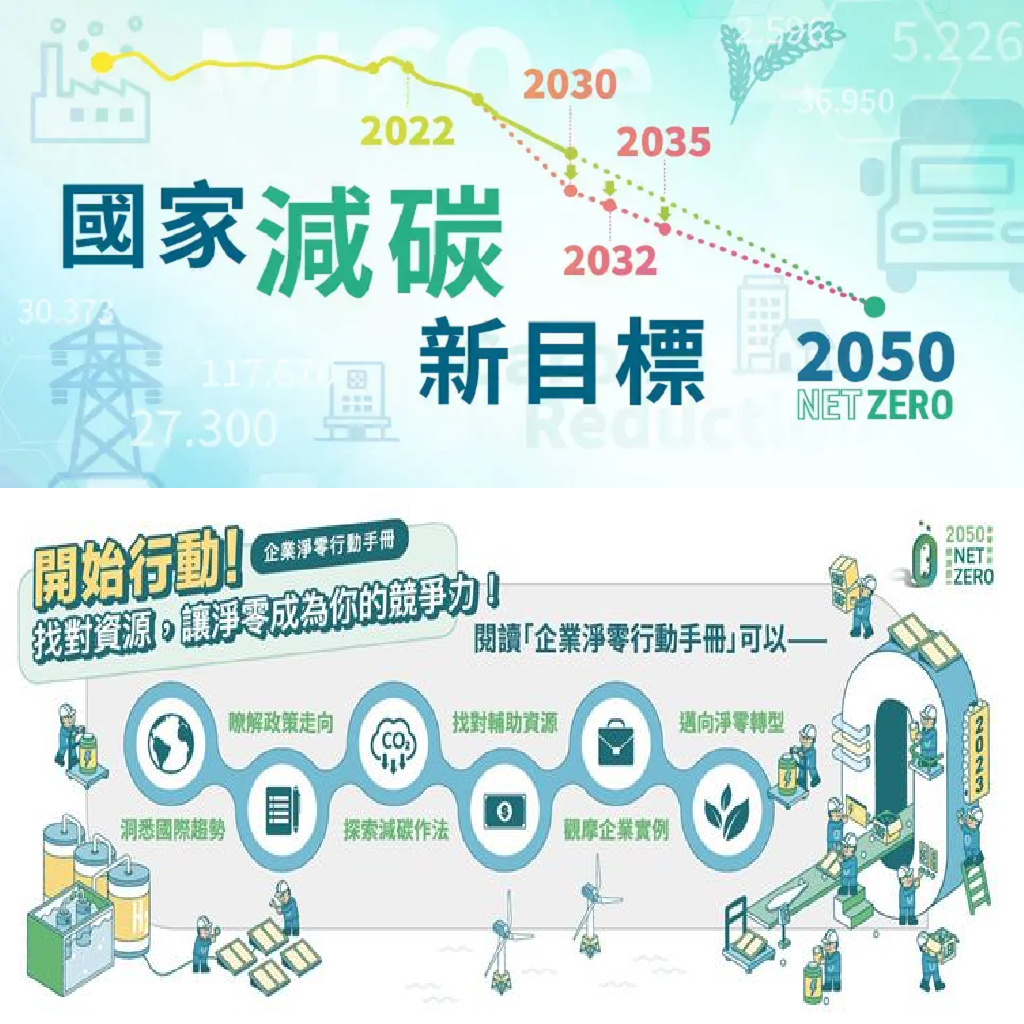 2.596
5.226
36.950
2030
2022
2035
國家減碳
2032
30.373
新目標
2050
NET ZERO
27.300
開始行動!
企業淨零行動手冊
找對資源，讓淨零成為你的競爭力！
2050
NET
ZERO
閱讀「企業淨零行動手冊」可以——
瞭解政策走向
找對輔助資源
邁向淨零轉型
CO₂
2023
洞悉國際趨勢
探索減碳作法
觀摩企業實例